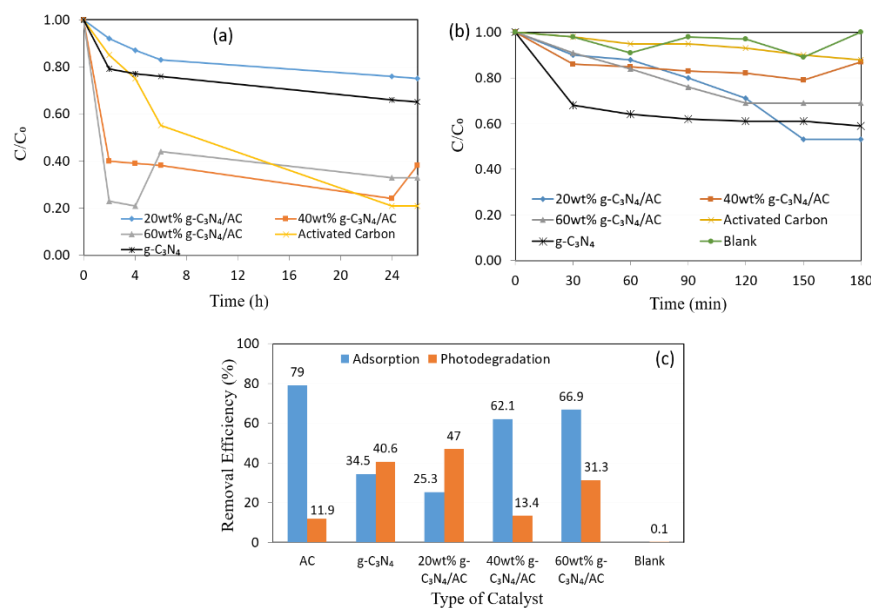 (a)
1.00
0.80
0.60
0.40
0.20
0.00
C/C₀
20wt% g-C₃N₄/AC
40wt% g-C₃N₄/AC
60wt% g-C₃N₄/AC
Activated Carbon
g-C₃N₄
0 4 8 12 16 20 24
Time (h)
(b)
1.00
0.80
0.60
0.40
0.20
0.00
C/C₀
20wt% g-C₃N₄/AC
40wt% g-C₃N₄/AC
60wt% g-C₃N₄/AC
Activated Carbon
g-C₃N₄
Blank
0 30 60 90 120 150 180
Time (min)
(c)
Adsorption
Photodegradation
100
80
60
40
20
0
Removal Efficiency (%)
79
11.9
34.5
40.6
25.3
47
62.1
13.4
66.9
31.3
0.1
AC
g-C₃N₄
20wt% g-
C₃N₄/AC
40wt% g-
C₃N₄/AC
60wt% g-
C₃N₄/AC
Blank
Type of Catalyst